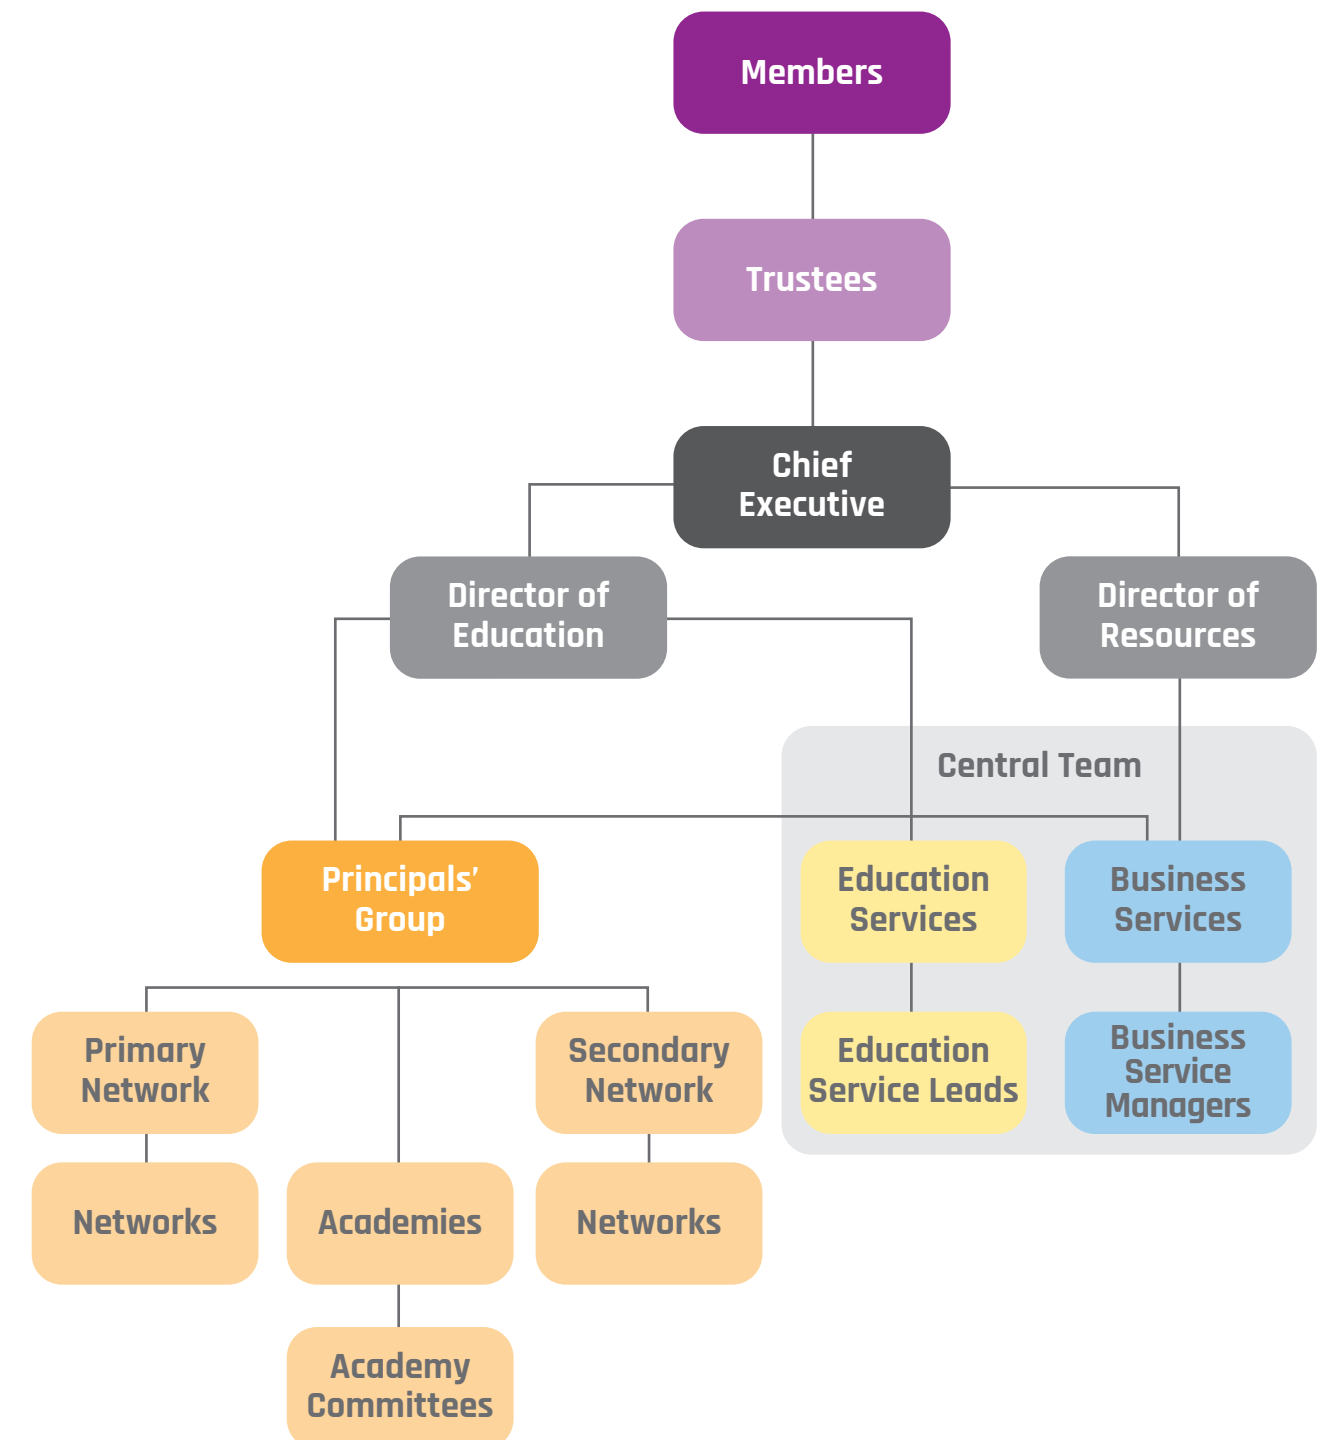 Members
Trustees
Chief
Executive
Director of
Education
Director of
Resources
Central Team
Principals’
Group
Education
Services
Business
Services
Primary
Network
Secondary
Network
Education
Service Leads
Business
Service
Managers
Networks
Academies
Networks
Academy
Committees